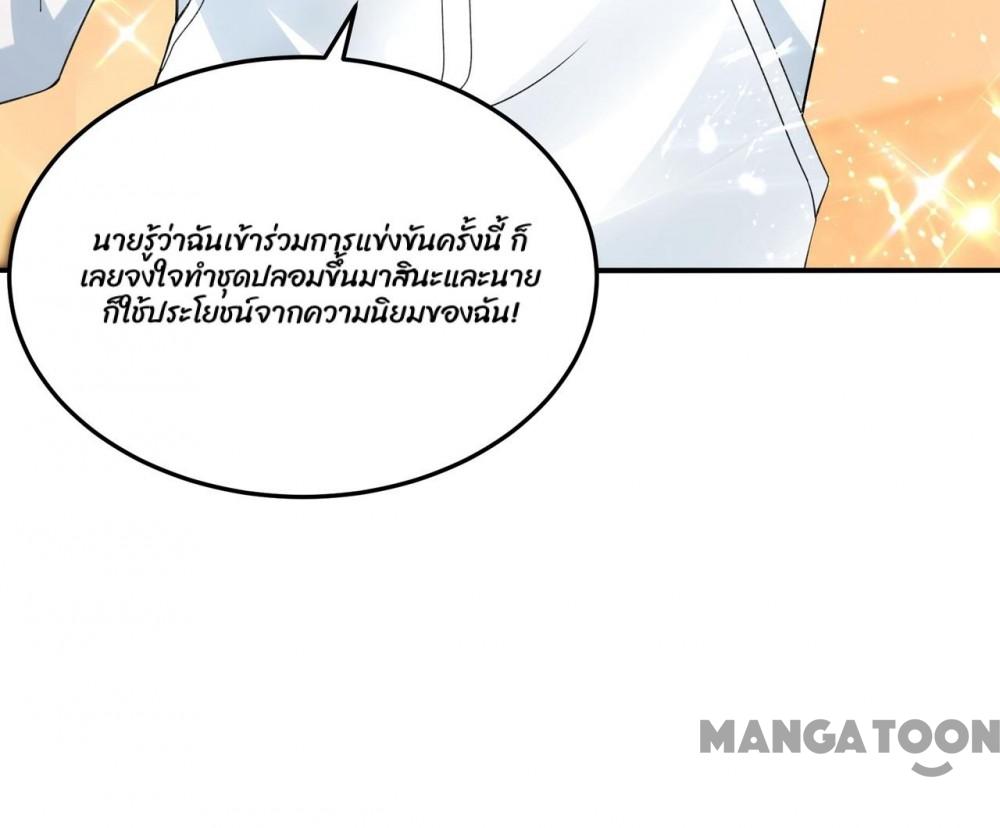 นายรู้ว่าฉันเข้าร่วมการแข่งขันครั้งนี้ ก็
เลยจงใจทำชุดปลอมขึ้นมาสินะและนาย
ก็ใช้ประโยชน์จากความนิยมของฉัน!
MANGATOON